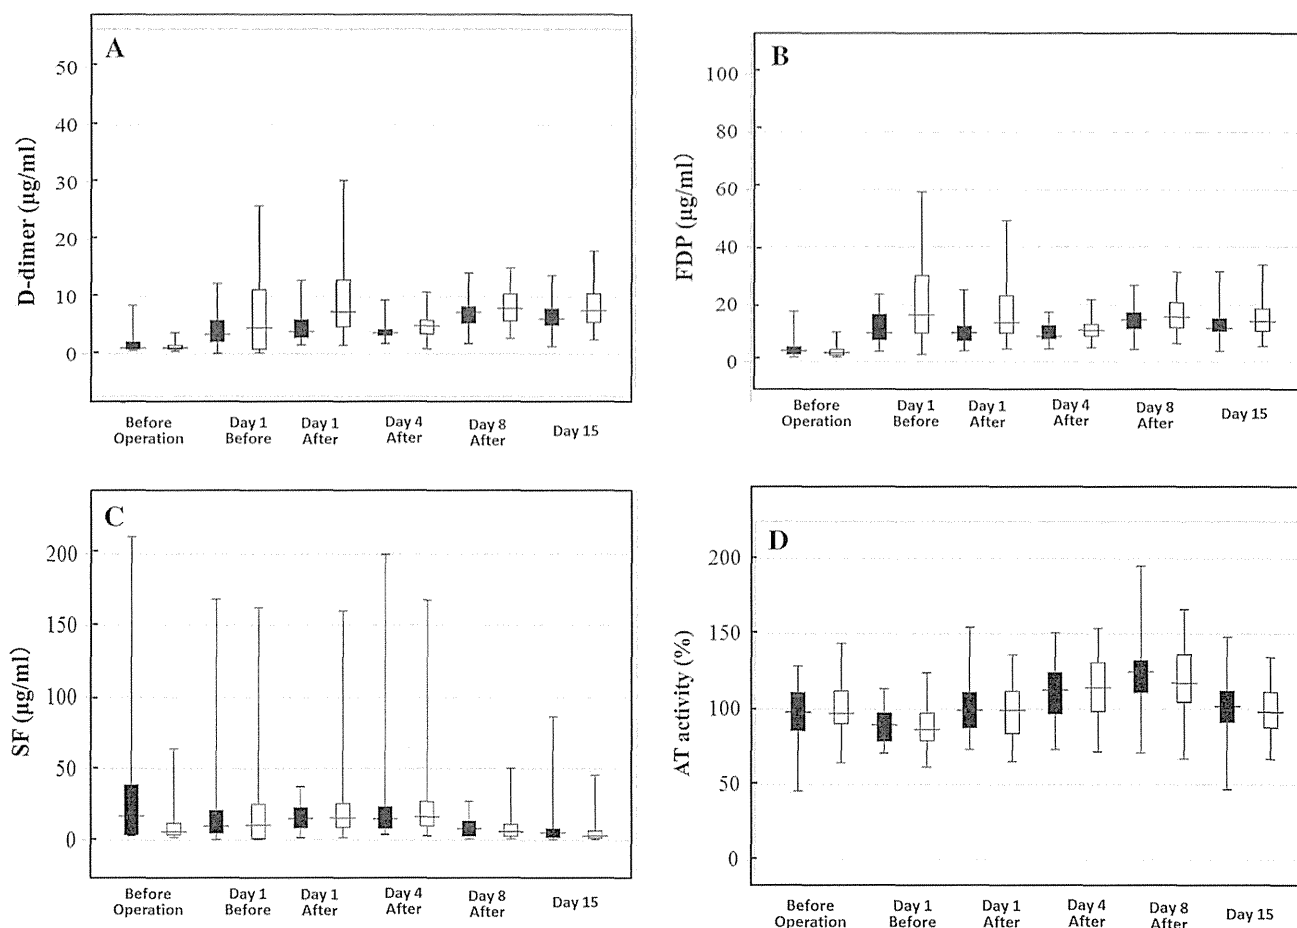 A
50
40
30
20
10
0
D-dimer (μg/ml)
Before Operation
Day 1 Before
Day 1 After
Day 4 After
Day 8 After
Day 15
B
100
80
60
40
20
0
FDP (μg/ml)
Before Operation
Day 1 Before
Day 1 After
Day 4 After
Day 8 After
Day 15
C
200
150
100
50
0
SF (μg/ml)
Before Operation
Day 1 Before
Day 1 After
Day 4 After
Day 8 After
Day 15
D
200
150
100
50
0
AT activity (%)
Before Operation
Day 1 Before
Day 1 After
Day 4 After
Day 8 After
Day 15